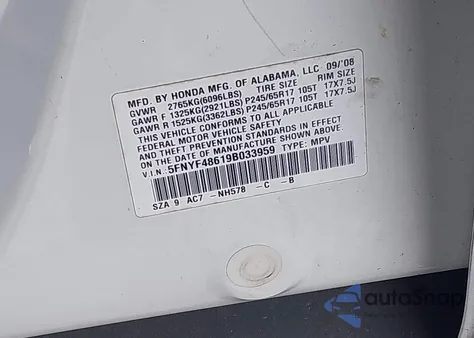 MFD. BY HONDA MFG. OF ALABAMA, LLC 09/'08
GVWR 2765KG(6096LBS) TIRE SIZE RIM SIZE
GAWR F 1325KG(2921LBS) P245/65R17 105T 17X7.5J
GAWR R 1525KG(3362LBS) P245/65R17 105T 17X7.5J
THIS VEHICLE CONFORMS TO ALL APPLICABLE
FEDERAL MOTOR VEHICLE SAFETY AND
THEFT PREVENTION STANDARDS IN EFFECT ON
THE DATE OF MANUFACTURE SHOWN ABOVE.
V.I.N.: 5FNYF48619B033959 TYPE: MPV
SZA 9 AC7 -NH578 -C -B
autoSnap